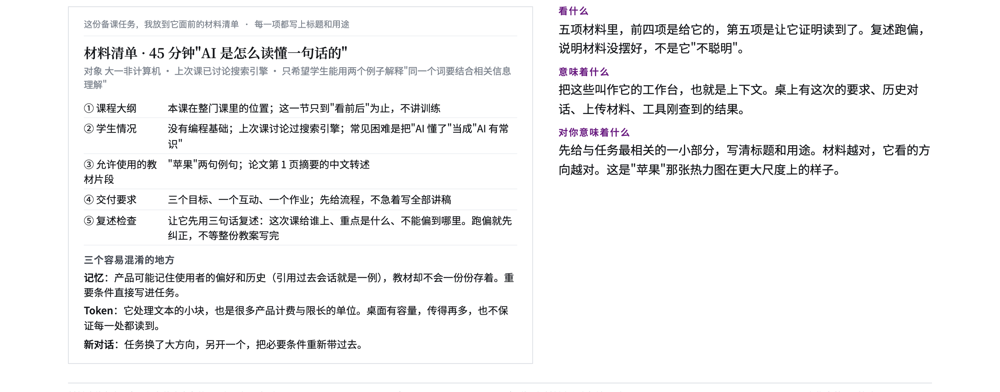 这份备课任务，我放到它面前的材料清单 · 每一项都写上标题和用途
材料清单 · 45 分钟"AI 是怎么读懂一句话的"
对象 大一非计算机 · 上次课已讨论搜索引擎 · 只希望学生能用两个例子解释"同一个词要结合相关信息
理解"
① 课程大纲 本课在整门课里的位置；这一节只到"看前后"为止，不讲训练
② 学生情况 没有编程基础；上次课讨论过搜索引擎；常见困难是把"AI 懂了"当成"AI 有常
识"
③ 允许使用的教 "苹果"两句例句；论文第 1 页摘要的中文转述
材片段
④ 交付要求 三个目标、一个互动、一个作业；先给流程，不急着写全部讲稿
⑤ 复述检查 让它先用三句话复述：这次课给谁上、重点是什么、不能偏到哪里。跑偏就先
纠正，不等整份教案写完
三个容易混淆的地方
记忆：产品可能记住使用者的偏好和历史（引用过去会话就是一例），教材却不会一份份存着。重
要条件直接写进任务。
Token：它处理文本的小块，也是很多产品计费与限长的单位。桌面有容量，传得再多，也不保
证每一处都读到。
新对话：任务换了大方向，另开一个，把必要条件重新带过去。
看什么
五项材料里，前四项是给它的，第五项是让它证明读到了。复述跑偏，
说明材料没摆好，不是它"不聪明"。
意味着什么
把这些叫作它的工作台，也就是上下文。桌上有这次的要求、历史对
话、上传材料、工具刚查到的结果。
对你意味着什么
先给与任务最相关的一小部分，写清标题和用途。材料越对，它看的方
向越对。这是"苹果"那张热力图在更大尺度上的样子。